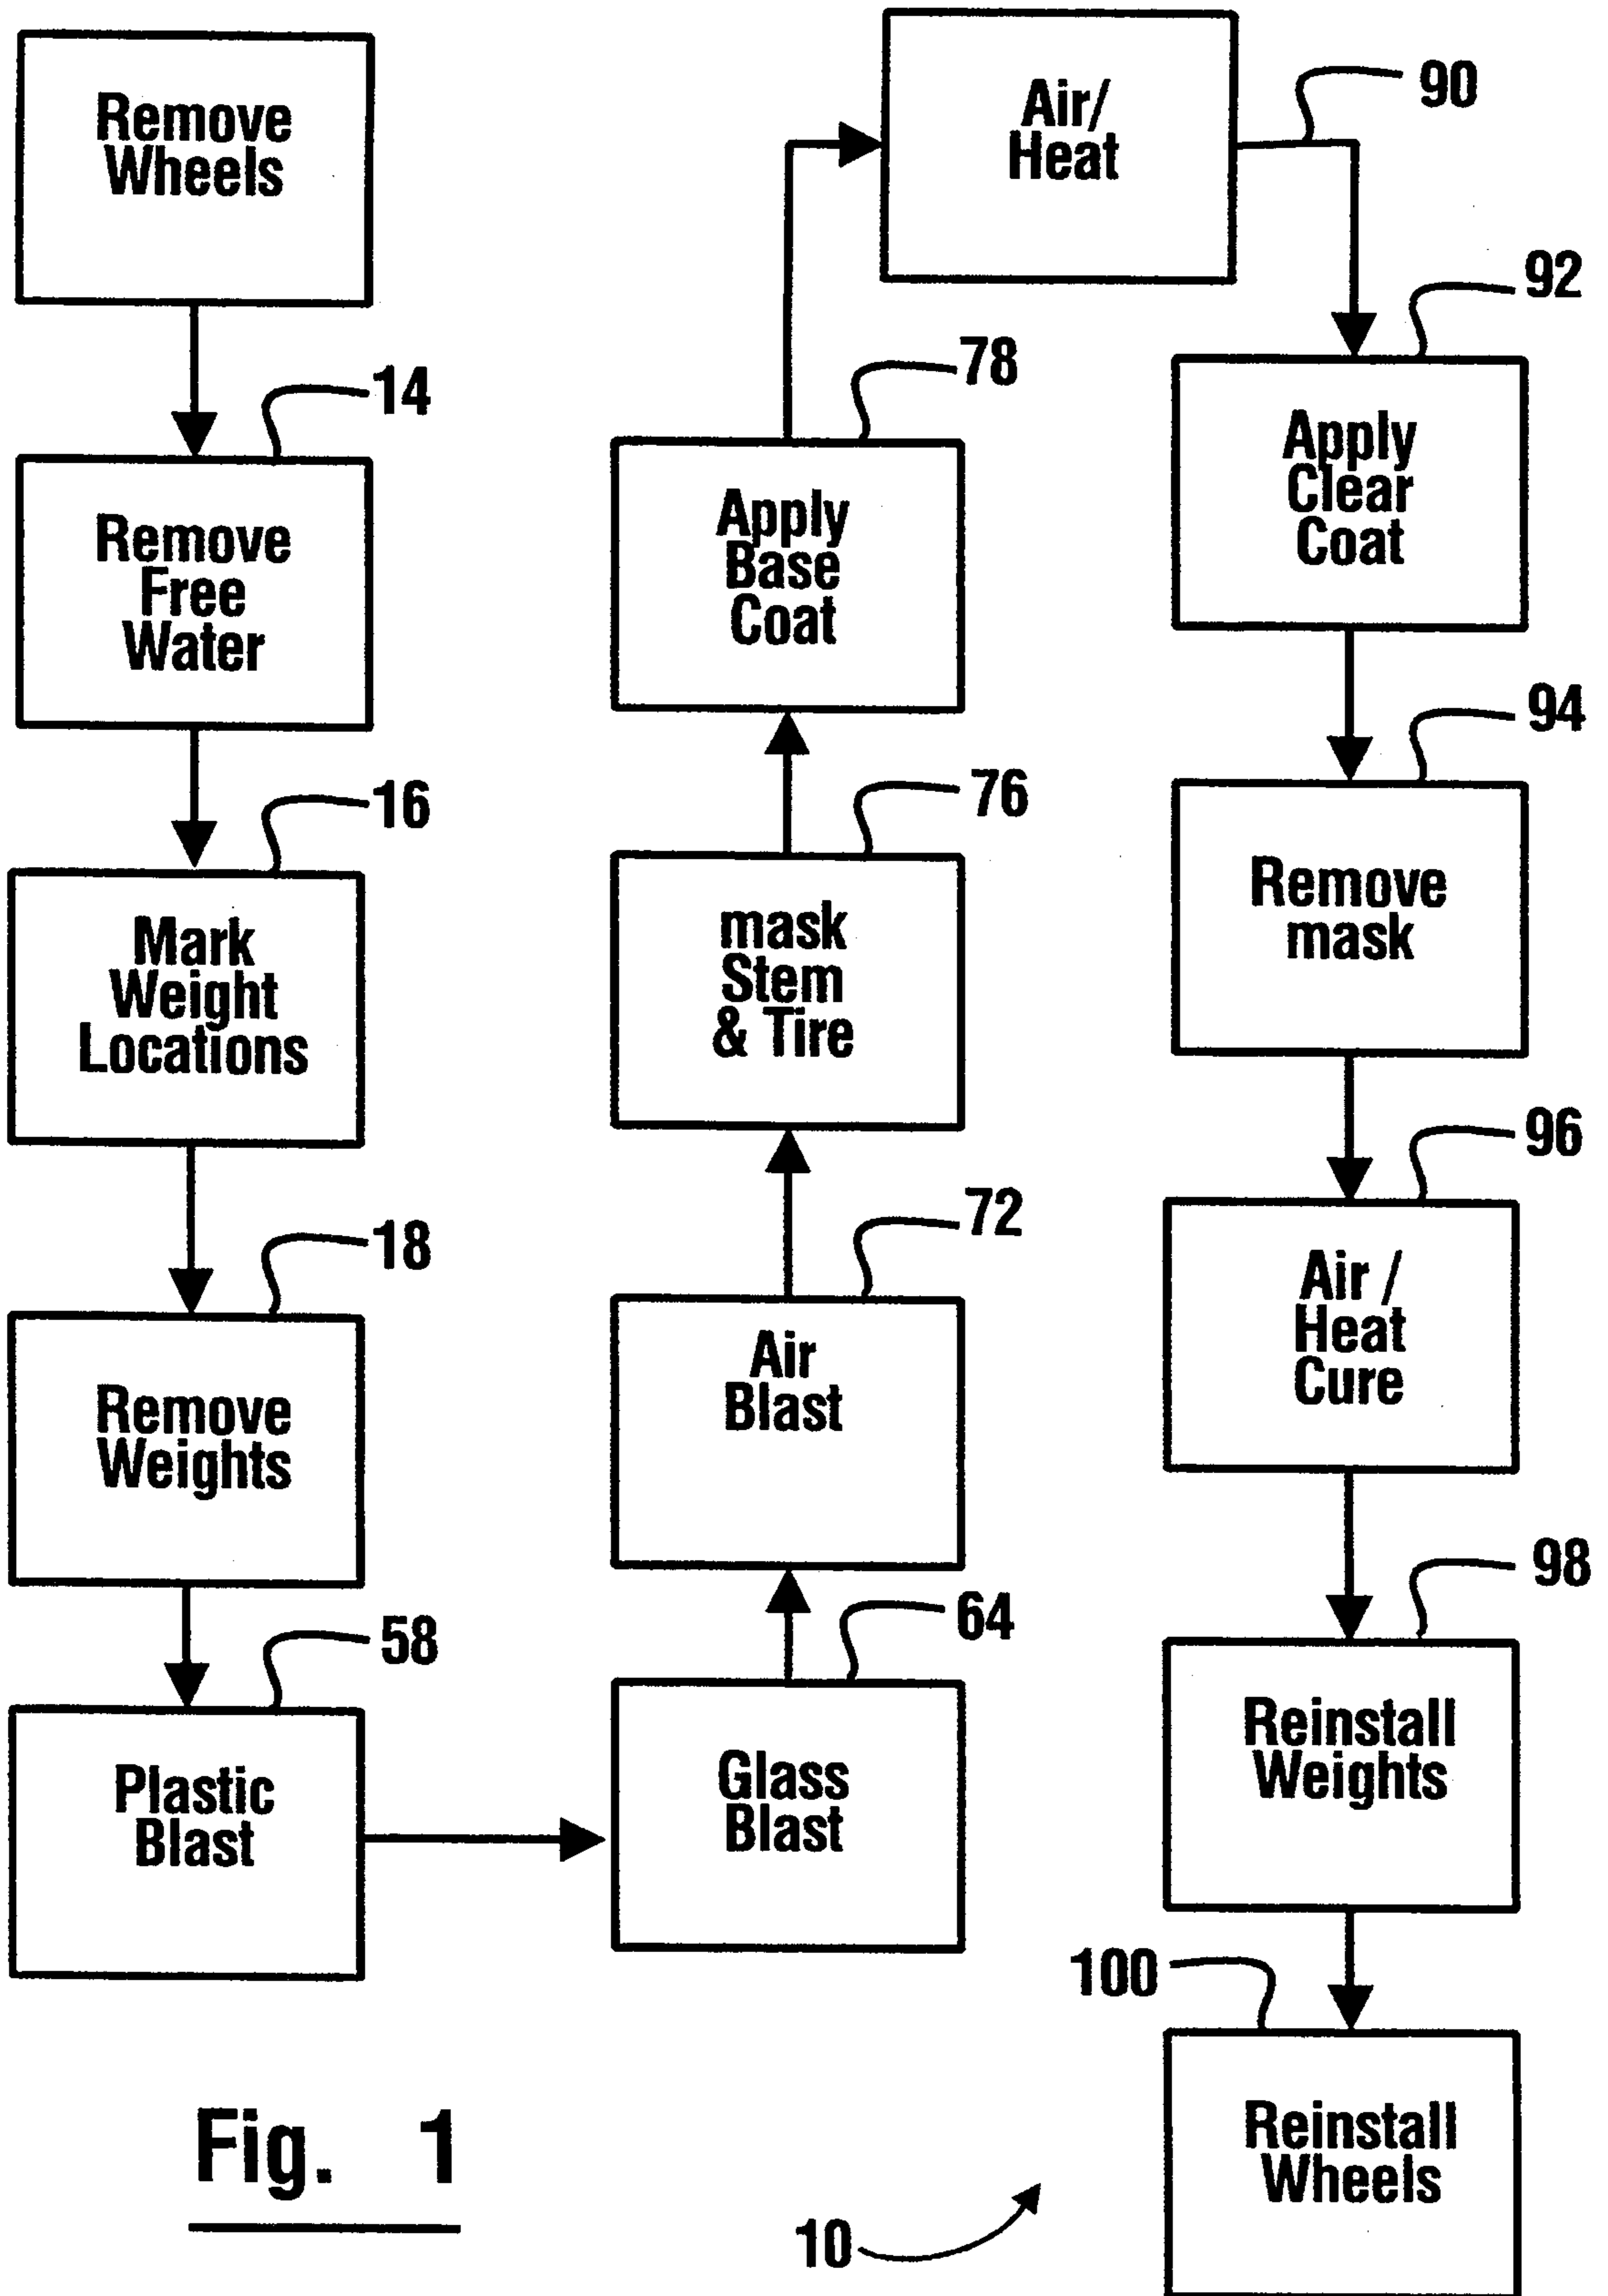 Remove
Wheels
14
Remove
Free
Water
16
Mark
Weight
Locations
18
Remove
Weights
58
Plastic
Blast
64
Glass
Blast
72
Air
Blast
76
mask
Stem
& Tire
78
Apply
Base
Coat
Air/
Heat
90
92
Apply
Clear
Coat
94
Remove
mask
96
Air /
Heat
Cure
98
Reinstall
Weights
100
Reinstall
Wheels
10
Fig. 1